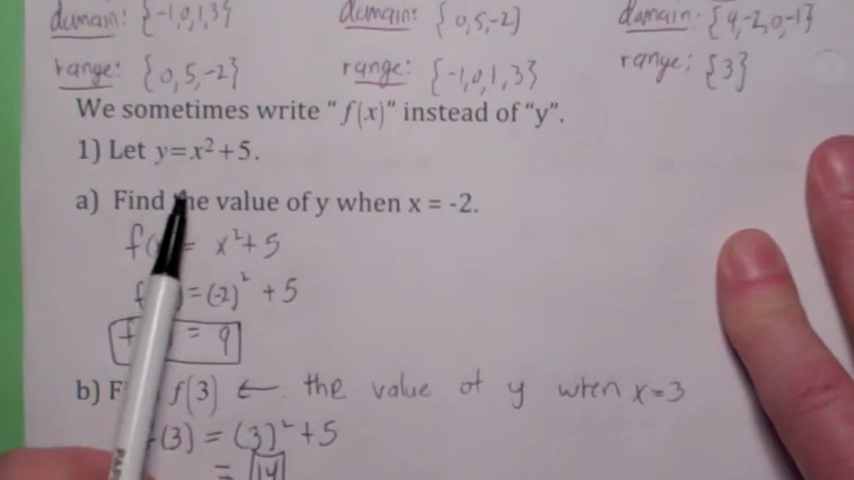 domain: {-1,0,1,3} domain: {0,5,-2} domain: {4,-2,0,-1}
range: {0,5,-2} range: {-1,0,1,3} range: {3}
We sometimes write “f(x)” instead of “y”.
1) Let y=x²+5.
a) Find the value of y when x = -2.
= x²+5
=(-2)² +5
= 9
b) f(3) ← the value of y when x=3
(3) = (3)² +5
= 14